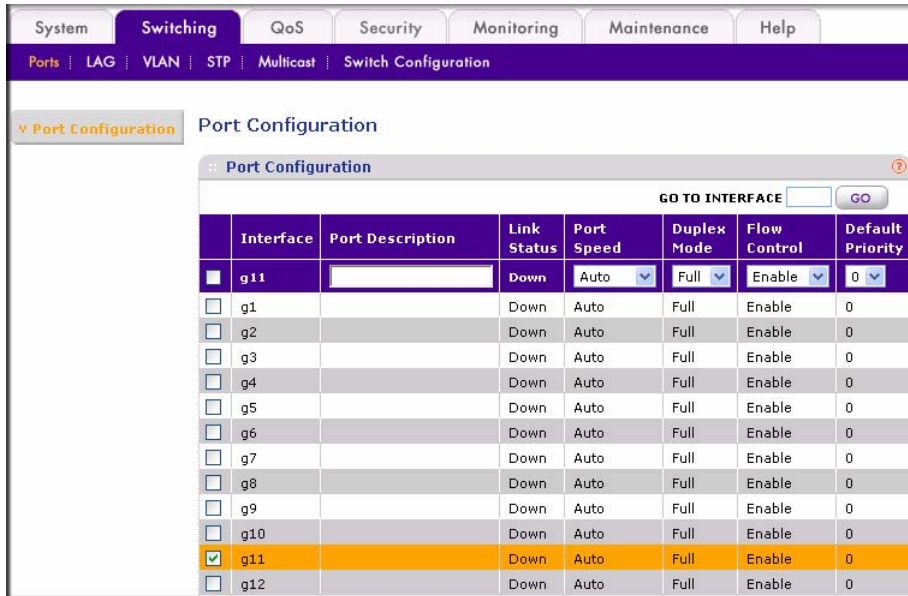 System Switching QoS Security Monitoring Maintenance Help
Ports LAG VLAN STP Multicast Switch Configuration
Port Configuration
Port Configuration
Port Configuration
GO TO INTERFACE GO
Interface Port Description Link Status Port Speed Duplex Mode Flow Control Default Priority
g11 Down Auto Full Enable 0
g1 Down Auto Full Enable 0
g2 Down Auto Full Enable 0
g3 Down Auto Full Enable 0
g4 Down Auto Full Enable 0
g5 Down Auto Full Enable 0
g6 Down Auto Full Enable 0
g7 Down Auto Full Enable 0
g8 Down Auto Full Enable 0
g9 Down Auto Full Enable 0
g10 Down Auto Full Enable 0
g11 Down Auto Full Enable 0
g12 Down Auto Full Enable 0